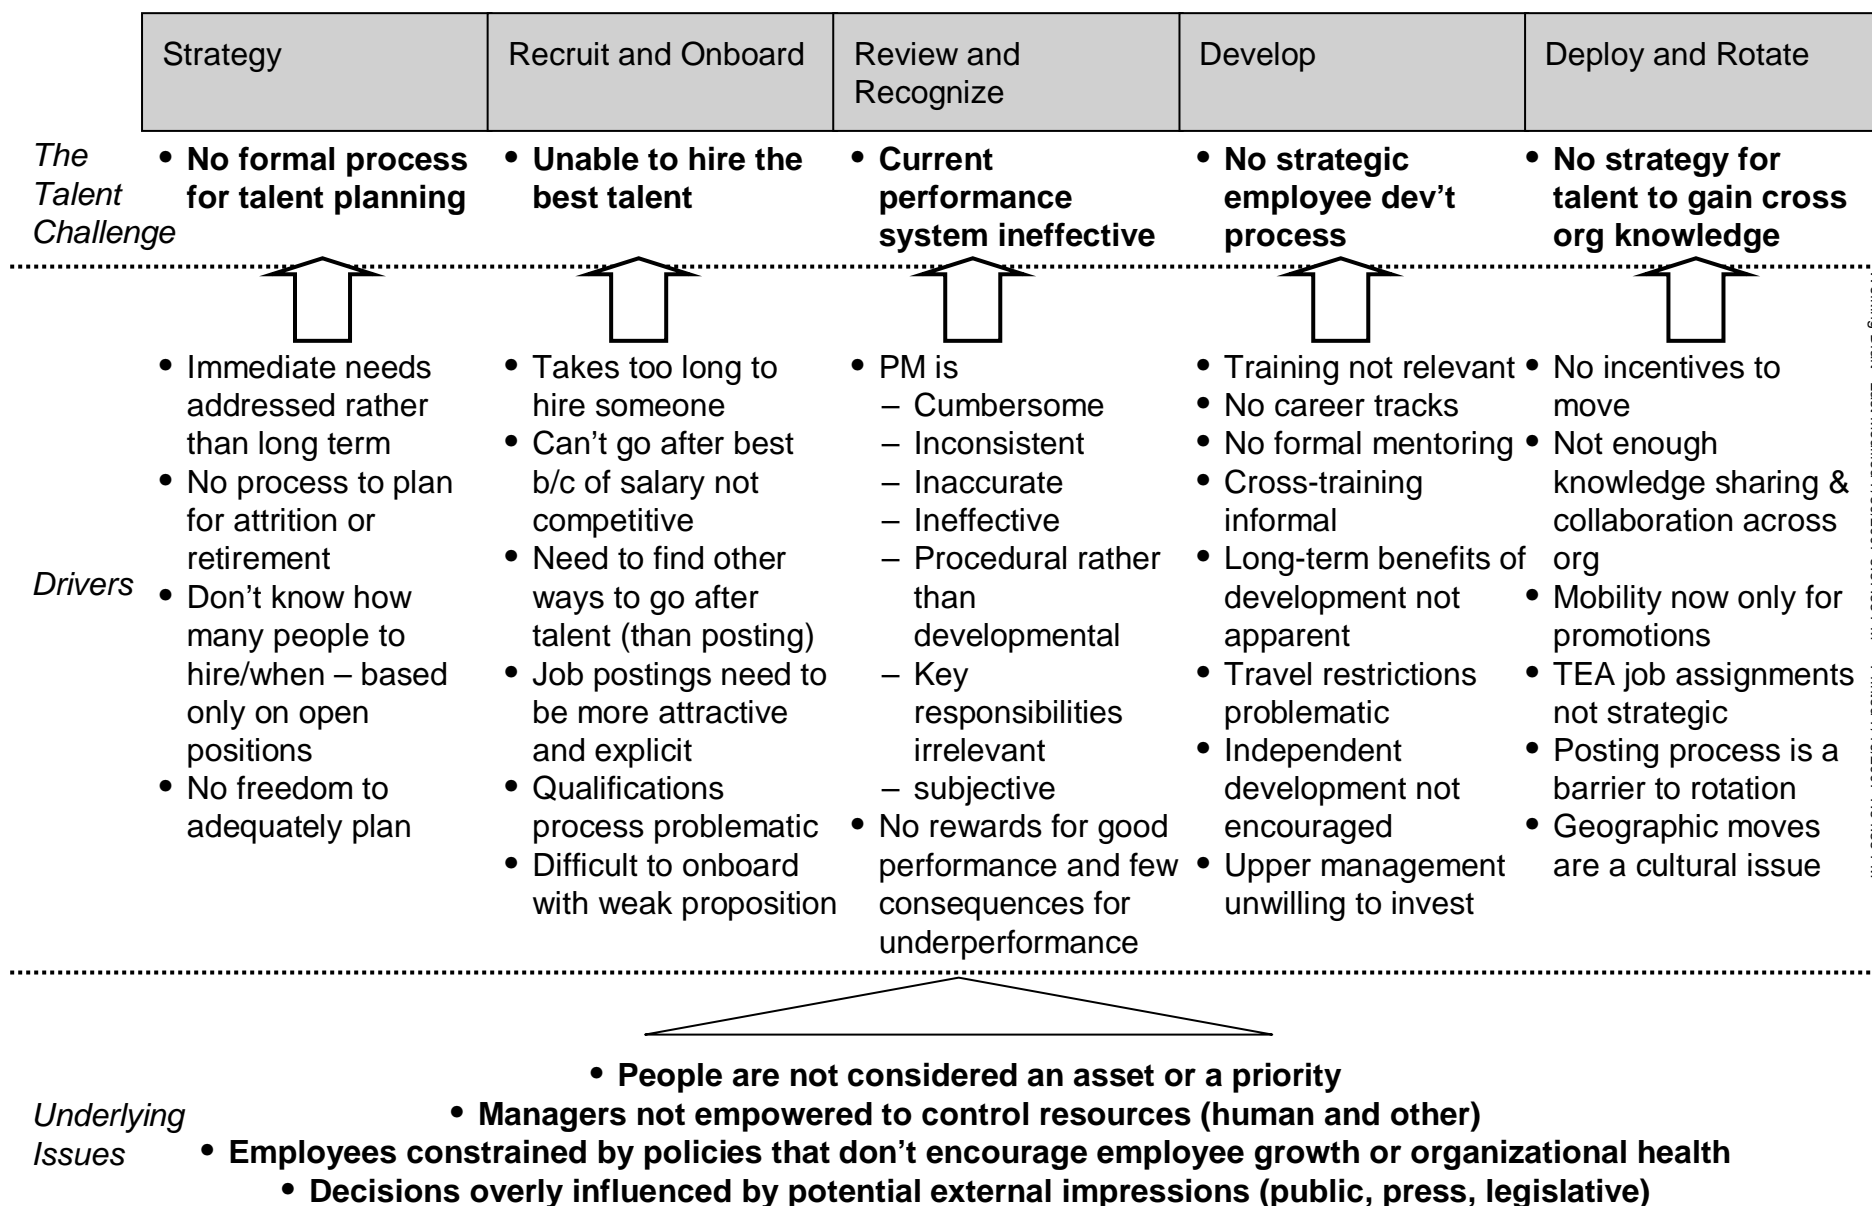 Strategy
Recruit and Onboard
Review and
Recognize
Develop
Deploy and Rotate
The
Talent
Challenge
• No formal process
for talent planning
• Unable to hire the
best talent
• Current
performance
system ineffective
• No strategic
employee dev't
process
• No strategy for
talent to gain cross
org knowledge
Drivers
• Immediate needs
addressed rather
than long term
• No process to plan
for attrition or
retirement
• Don't know how
many people to
hire/when – based
only on open
positions
• No freedom to
adequately plan
• Takes too long to
hire someone
• Can't go after best
b/c of salary not
competitive
• Need to find other
ways to go after
talent (than posting)
• Job postings need to
be more attractive
and explicit
• Qualifications
process problematic
• Difficult to onboard
with weak proposition
• PM is
– Cumbersome
– Inconsistent
– Inaccurate
– Ineffective
– Procedural rather
than
developmental
– Key
responsibilities
irrelevant
– subjective
• No rewards for good
performance and few
consequences for
underperformance
• Training not relevant
• No career tracks
• No formal mentoring
• Cross-training
informal
• Long-term benefits of
development not
apparent
• Travel restrictions
problematic
• Independent
development not
encouraged
• Upper management
unwilling to invest
• No incentives to
move
• Not enough
knowledge sharing &
collaboration across
org
• Mobility now only for
promotions
• TEA job assignments
not strategic
• Posting process is a
barrier to rotation
• Geographic moves
are a cultural issue
Underlying
Issues
• People are not considered an asset or a priority
• Managers not empowered to control resources (human and other)
• Employees constrained by policies that don't encourage employee growth or organizational health
• Decisions overly influenced by potential external impressions (public, press, legislative)